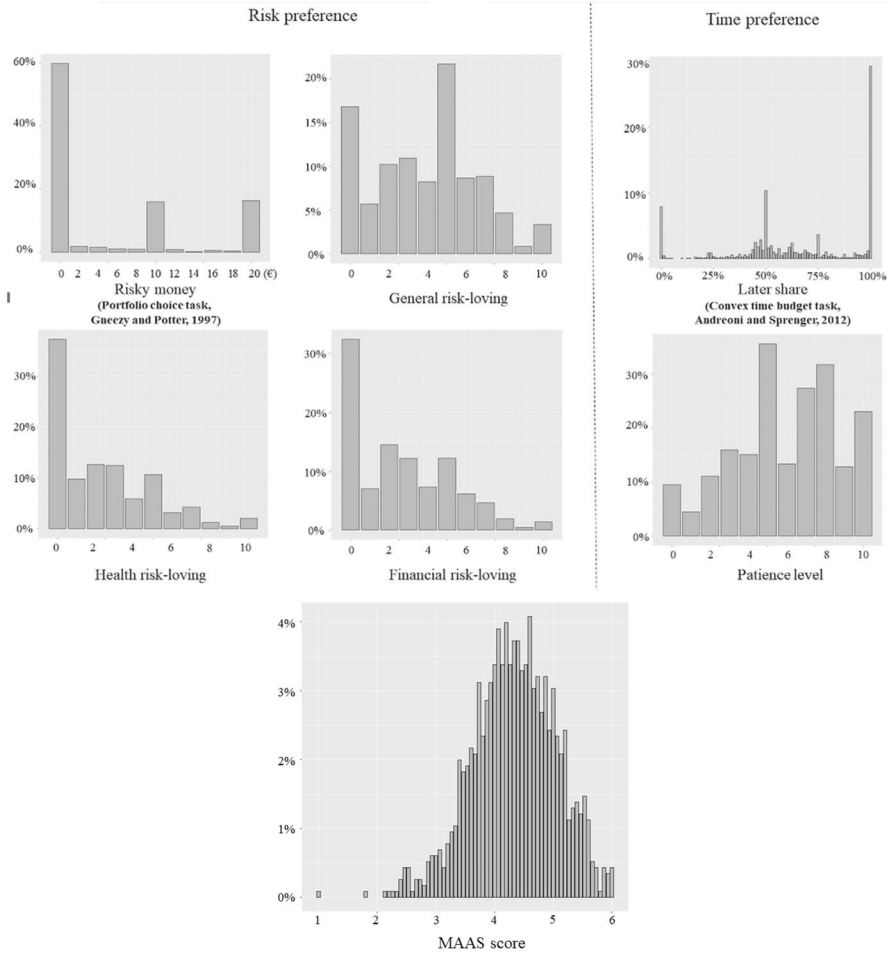 Risk preference
Time preference
60%
40%
20%
0%
0 2 4 6 8 10 12 14 16 18 20 (€)
Risky money
(Portfolio choice task,
Gneezy and Potter, 1997)
20%
15%
10%
5%
0%
0 2 4 6 8 10
General risk-loving
30%
20%
10%
0%
0% 25% 50% 75% 100%
Later share
(Convex time budget task,
Andreoni and Sprenger, 2012)
30%
20%
10%
0%
0 2 4 6 8 10
Health risk-loving
30%
20%
10%
0%
0 2 4 6 8 10
Financial risk-loving
30%
20%
10%
0%
0 2 4 6 8 10
Patience level
4%
3%
2%
1%
0%
1 2 3 4 5 6
MAAS score